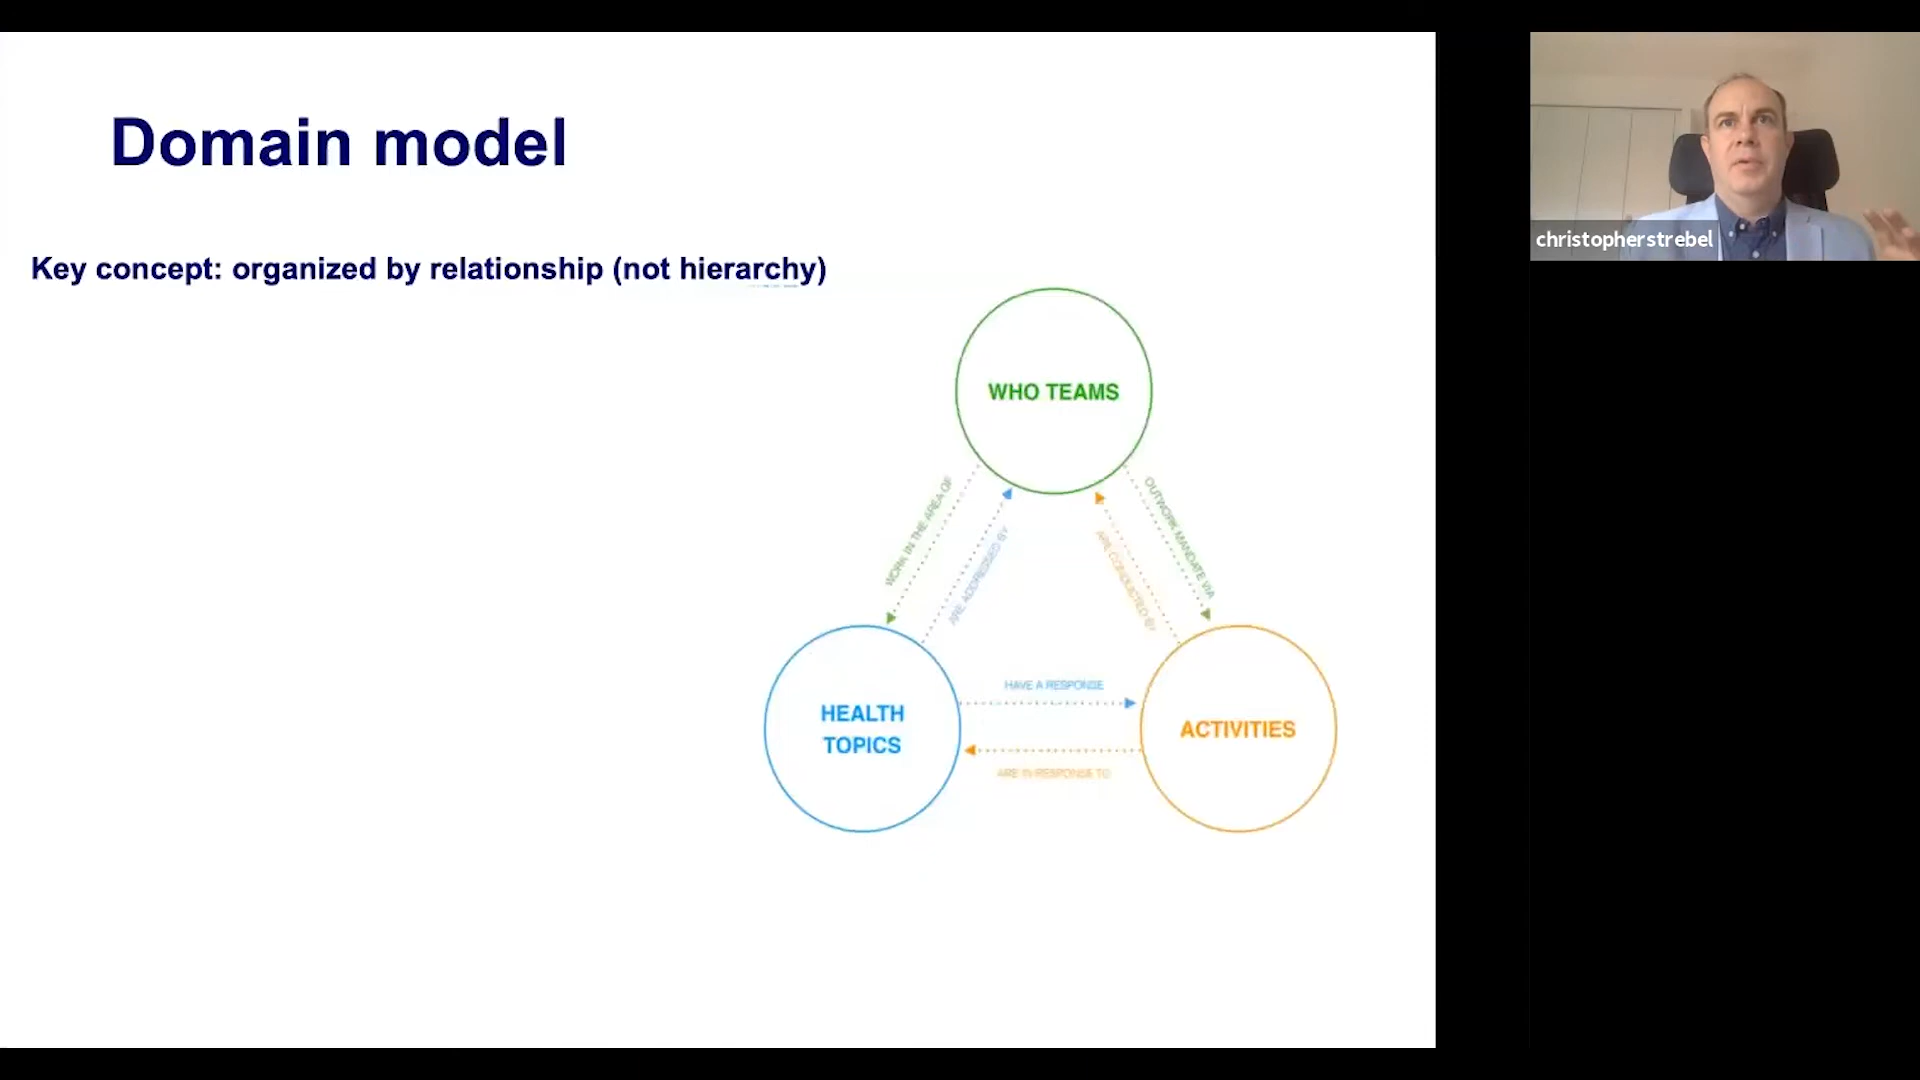 Domain model
Key concept: organized by relationship (not hierarchy)
christopherstrebel
WHO TEAMS
WORK IN THE AREA OF
ARE ADDRESSED BY
ARE CONDUCTED BY
OUTWORK MANDATE VIA
HEALTH
TOPICS
HAVE A RESPONSE
ARE IN RESPONSE TO
ACTIVITIES